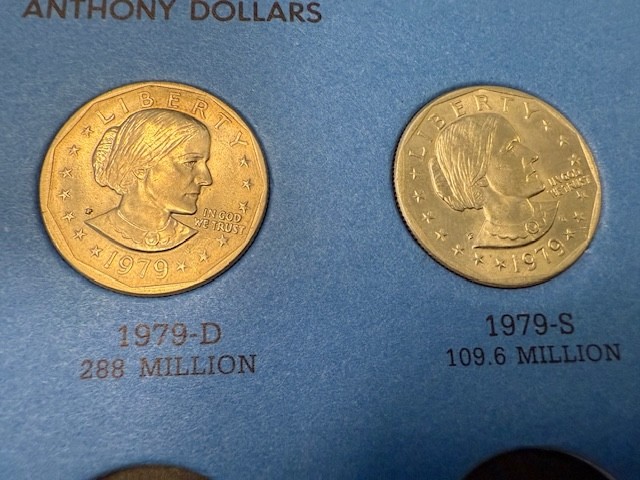 ANTHONY DOLLARS
LIBERTY
IN GOD
WE TRUST
1979
LIBERTY
IN GOD
WE TRUST
1979
1979-D
288 MILLION
1979-S
109.6 MILLION